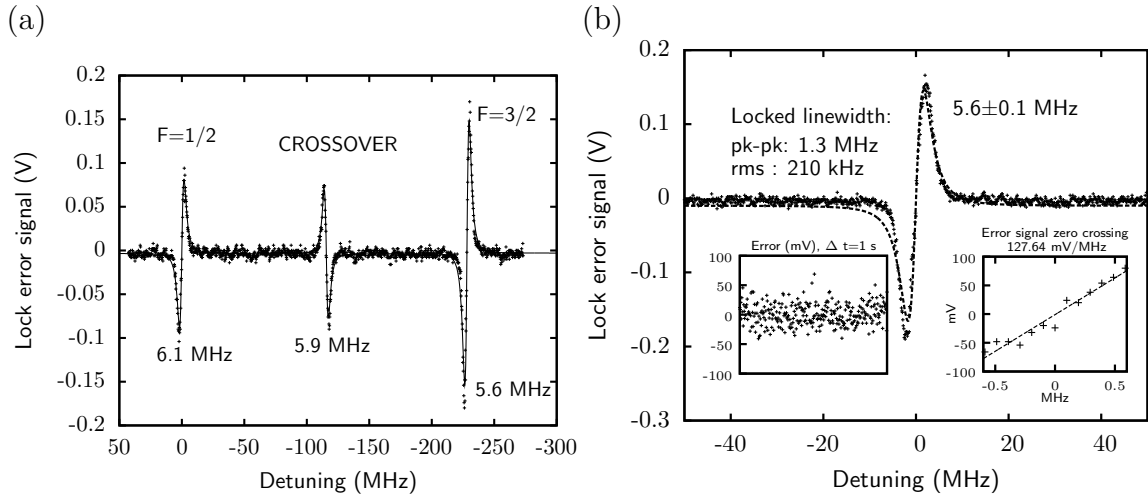 (a)
(b)
0.2
0.15
0.1
0.05
0
-0.05
-0.1
-0.15
-0.2
Lock error signal (V)
F=1/2
CROSSOVER
F=3/2
6.1 MHz
5.9 MHz
5.6 MHz
50 0 -50 -100 -150 -200 -250 -300
Detuning (MHz)
0.2
0.1
0
-0.1
-0.2
-0.3
Lock error signal (V)
Locked linewidth:
pk-pk: 1.3 MHz
rms : 210 kHz
5.6±0.1 MHz
Error (mV), Δ t=1 s
100
50
0
-50
-100
Error signal zero crossing
127.64 mV/MHz
100
50
0
-50
-100
mV
-0.5 0 0.5
MHz
-40 -20 0 20 40
Detuning (MHz)